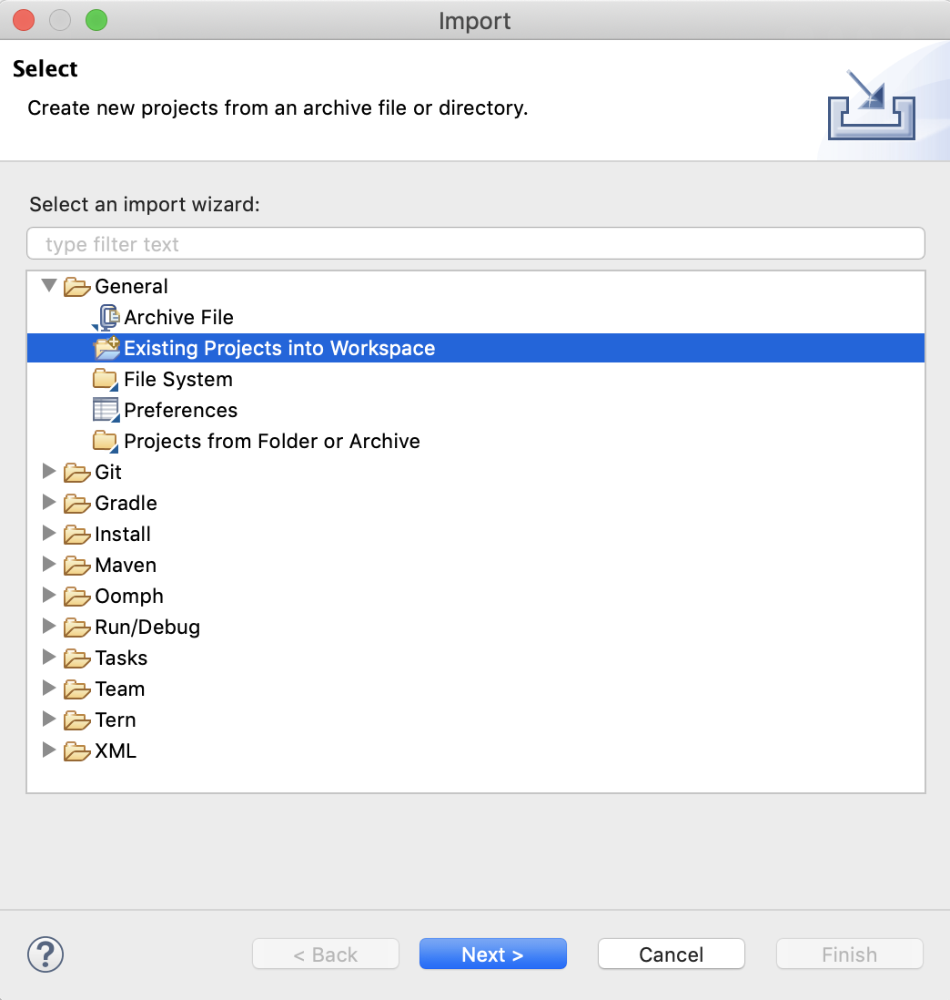 Import
Select
Create new projects from an archive file or directory.
Select an import wizard:
type filter text
General
Archive File
Existing Projects into Workspace
File System
Preferences
Projects from Folder or Archive
Git
Gradle
Install
Maven
Oomph
Run/Debug
Tasks
Team
Tern
XML
? < Back Next > Cancel Finish